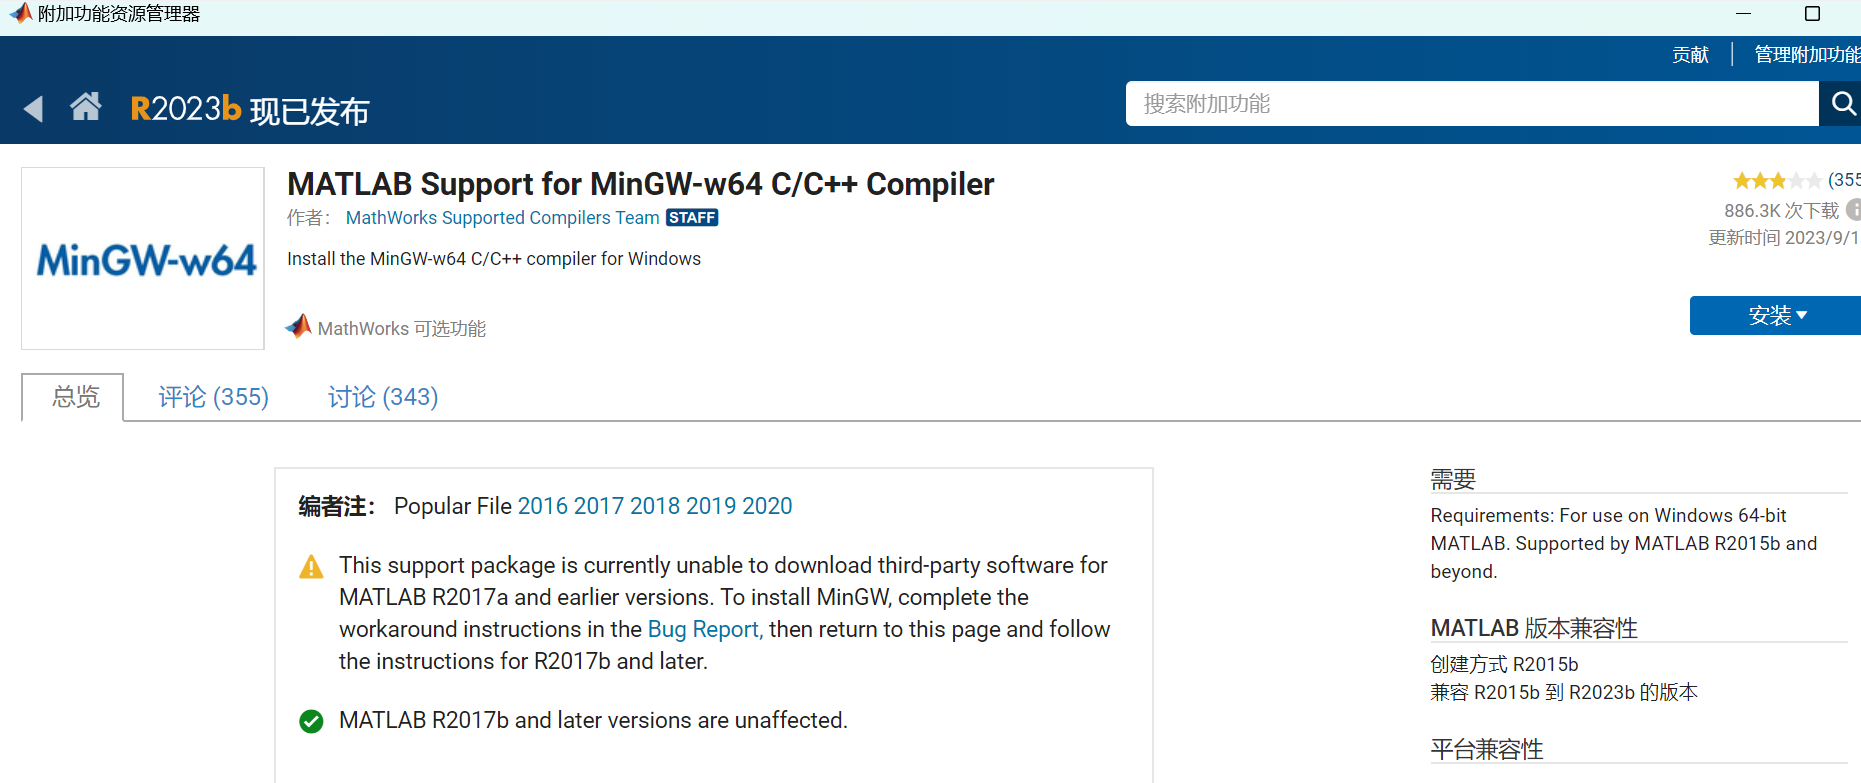 附加功能资源管理器
贡献 管理附加功能
R2023b 现已发布
搜索附加功能
MinGW-w64
MATLAB Support for MinGW-w64 C/C++ Compiler
作者： MathWorks Supported Compilers Team STAFF
Install the MinGW-w64 C/C++ compiler for Windows
MathWorks 可选功能
(355
886.3K 次下载
更新时间 2023/9/1
安装
总览 评论 (355) 讨论 (343)
编者注： Popular File 2016 2017 2018 2019 2020
This support package is currently unable to download third-party software for
MATLAB R2017a and earlier versions. To install MinGW, complete the
workaround instructions in the Bug Report, then return to this page and follow
the instructions for R2017b and later.
MATLAB R2017b and later versions are unaffected.
需要
Requirements: For use on Windows 64-bit
MATLAB. Supported by MATLAB R2015b and
beyond.
MATLAB 版本兼容性
创建方式 R2015b
兼容 R2015b 到 R2023b 的版本
平台兼容性